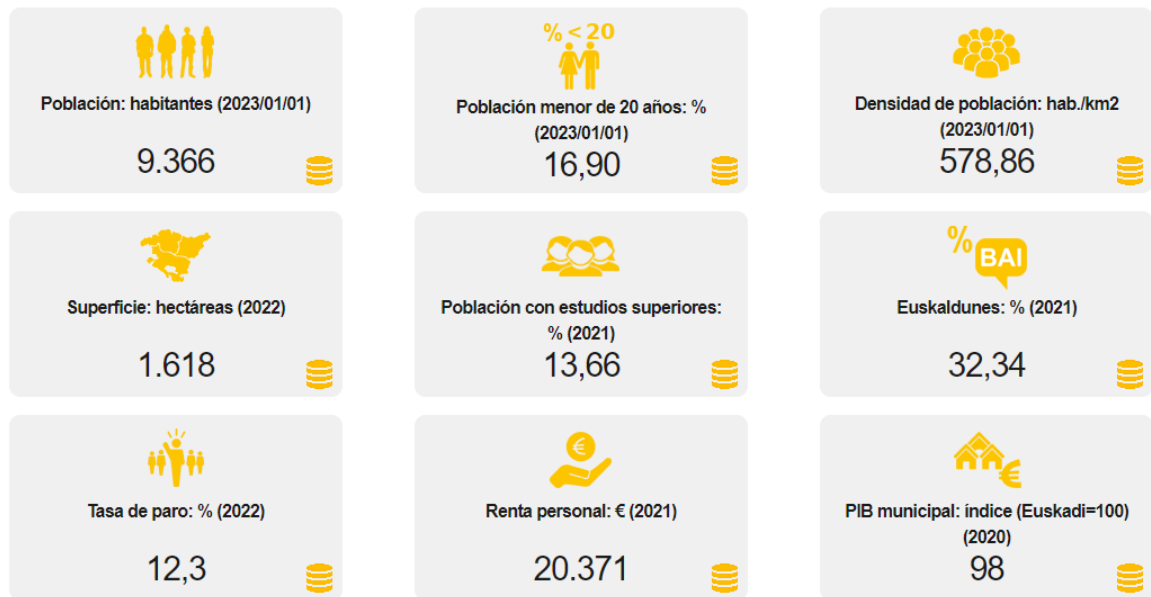 Población: habitantes (2023/01/01)
9.366
% < 20
Población menor de 20 años: %
(2023/01/01)
16,90
Densidad de población: hab./km2
(2023/01/01)
578,86
Superficie: hectáreas (2022)
1.618
Población con estudios superiores:
% (2021)
13,66
% BAI
Euskaldunes: % (2021)
32,34
Tasa de paro: % (2022)
12,3
€
Renta personal: € (2021)
20.371
€
PIB municipal: índice (Euskadi=100)
(2020)
98